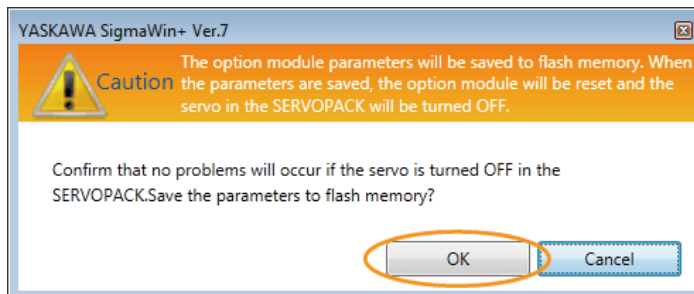 YASKAWA SigmaWin+ Ver.7
Caution
The option module parameters will be saved to flash memory. When
the parameters are saved, the option module will be reset and the
servo in the SERVOPACK will be turned OFF.
Confirm that no problems will occur if the servo is turned OFF in the
SERVOPACK.Save the parameters to flash memory?
OK
Cancel